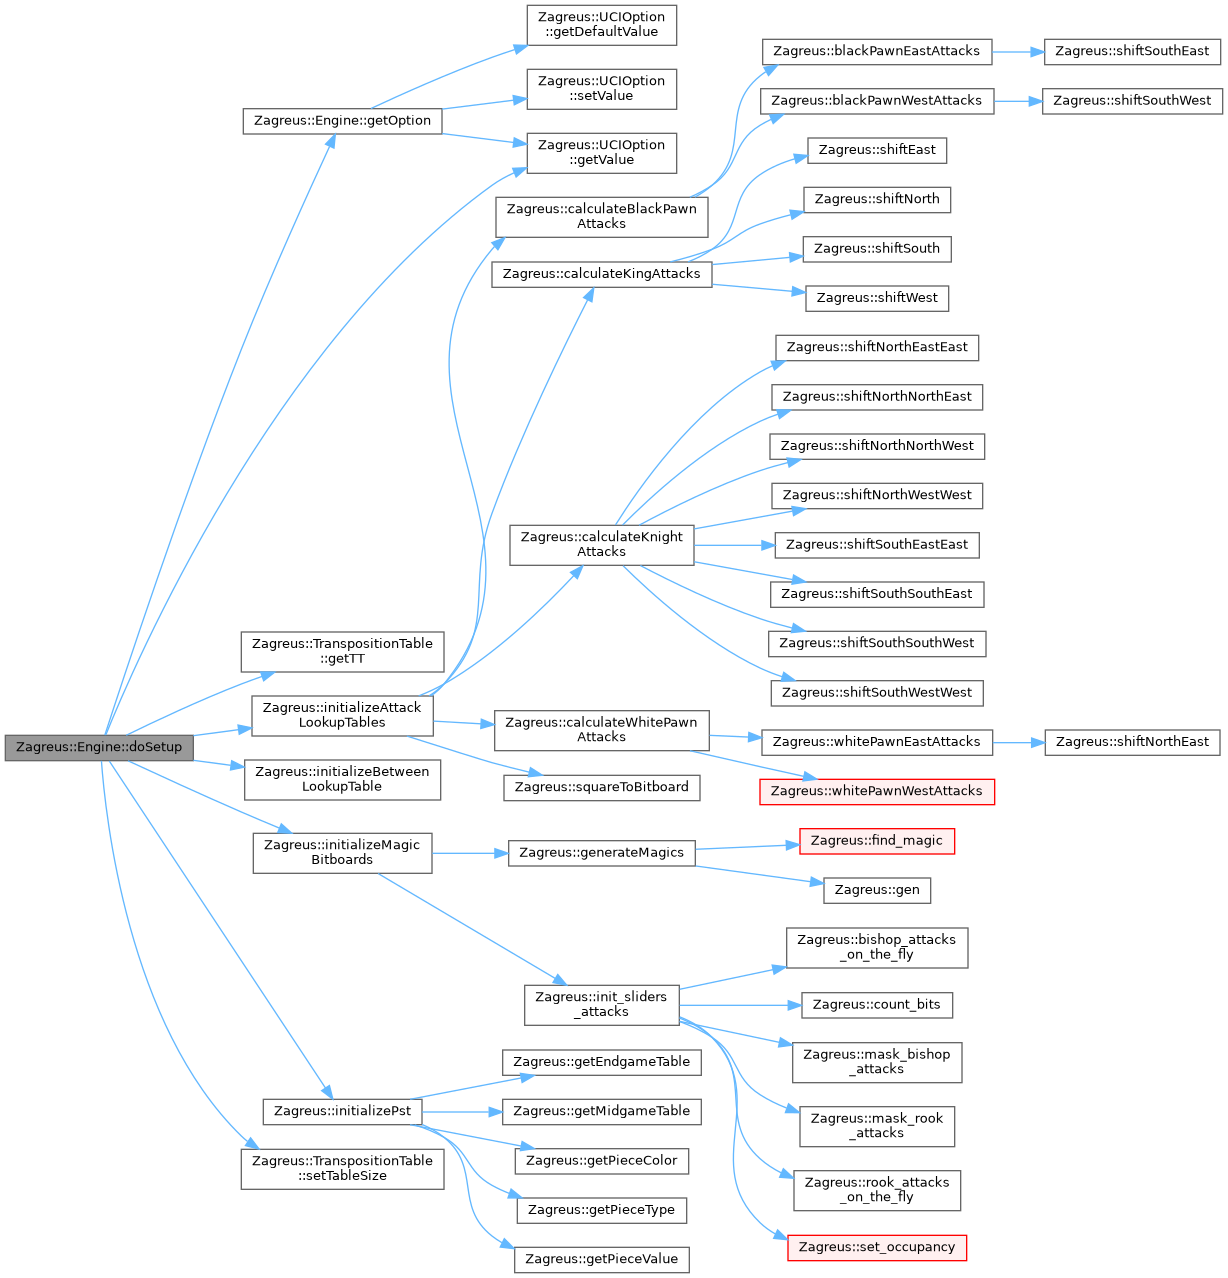 Zagreus::Engine::doSetup
Zagreus::Engine::getOption
Zagreus::UCIOption
::getDefaultValue
Zagreus::UCIOption
::setValue
Zagreus::UCIOption
::getValue
Zagreus::TranspositionTable
::getTT
Zagreus::initializeAttack
LookupTables
Zagreus::calculateBlackPawn
Attacks
Zagreus::blackPawnEastAttacks
Zagreus::shiftSouthEast
Zagreus::blackPawnWestAttacks
Zagreus::shiftSouthWest
Zagreus::calculateKingAttacks
Zagreus::shiftEast
Zagreus::shiftNorth
Zagreus::shiftSouth
Zagreus::shiftWest
Zagreus::calculateKnight
Attacks
Zagreus::shiftNorthEastEast
Zagreus::shiftNorthNorthEast
Zagreus::shiftNorthNorthWest
Zagreus::shiftNorthWestWest
Zagreus::shiftSouthEastEast
Zagreus::shiftSouthSouthEast
Zagreus::shiftSouthSouthWest
Zagreus::shiftSouthWestWest
Zagreus::calculateWhitePawn
Attacks
Zagreus::whitePawnEastAttacks
Zagreus::shiftNorthEast
Zagreus::whitePawnWestAttacks
Zagreus::squareToBitboard
Zagreus::initializeBetween
LookupTable
Zagreus::initializeMagic
Bitboards
Zagreus::generateMagics
Zagreus::find_magic
Zagreus::gen
Zagreus::init_sliders
_attacks
Zagreus::bishop_attacks
_on_the_fly
Zagreus::count_bits
Zagreus::mask_bishop
_attacks
Zagreus::mask_rook
_attacks
Zagreus::rook_attacks
_on_the_fly
Zagreus::set_occupancy
Zagreus::initializePst
Zagreus::getEndgameTable
Zagreus::getMidgameTable
Zagreus::getPieceColor
Zagreus::getPieceType
Zagreus::getPieceValue
Zagreus::TranspositionTable
::setTableSize